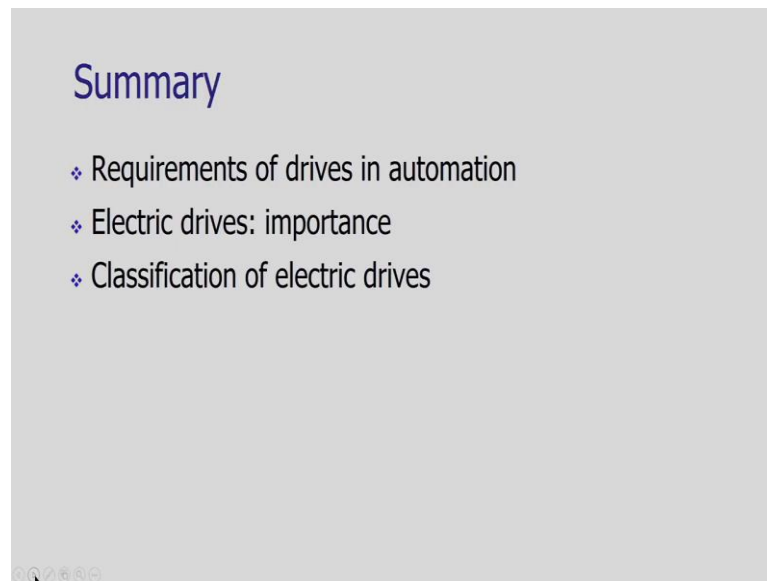 Summary
Requirements of drives in automation
Electric drives: importance
Classification of electric drives